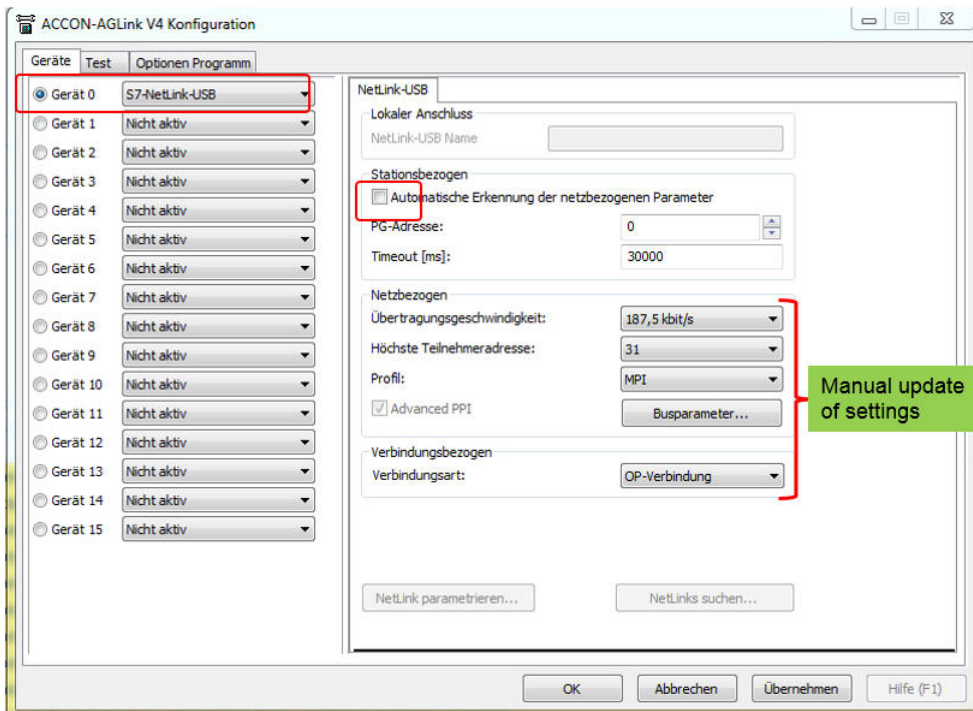 ACCON-AGLink V4 Konfiguration
Geräte
Test
Optionen Programm
Gerät 0
S7-NetLink-USB
Gerät 1
Nicht aktiv
Gerät 2
Nicht aktiv
Gerät 3
Nicht aktiv
Gerät 4
Nicht aktiv
Gerät 5
Nicht aktiv
Gerät 6
Nicht aktiv
Gerät 7
Nicht aktiv
Gerät 8
Nicht aktiv
Gerät 9
Nicht aktiv
Gerät 10
Nicht aktiv
Gerät 11
Nicht aktiv
Gerät 12
Nicht aktiv
Gerät 13
Nicht aktiv
Gerät 14
Nicht aktiv
Gerät 15
Nicht aktiv
NetLink-USB
Lokaler Anschluss
NetLink-USB Name
Stationsbezogen
Automatische Erkennung der netzbezogenen Parameter
PG-Adresse:
0
Timeout [ms]:
30000
Netzbezogen
Übertragungsgeschwindigkeit:
187,5 kbit/s
Höchste Teilnehmeradresse:
31
Profil:
MPI
Advanced PPI
Busparameter...
Verbindungsbezogen
Verbindungsart:
OP-Verbindung
Manual update
of settings
NetLink parametrieren...
NetLinks suchen...
OK
Abbrechen
Übernehmen
Hilfe (F1)